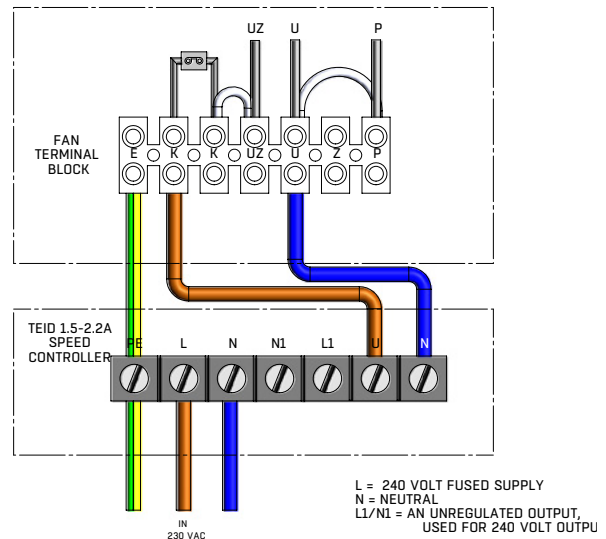 UZ U P
FAN
TERMINAL
BLOCK
E K K UZ U Z P
TEID 1.5-2.2A
SPEED
CONTROLLER
PE L N N1 L1 U N
L = 240 VOLT FUSED SUPPLY
N = NEUTRAL
L1/N1 = AN UNREGULATED OUTPUT,
USED FOR 240 VOLT OUTPU
IN
230 VAC